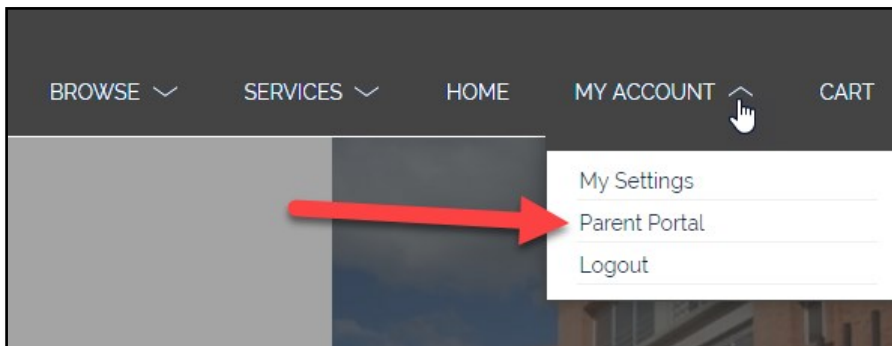 BROWSE SERVICES HOME MY ACCOUNT CART
My Settings
Parent Portal
Logout